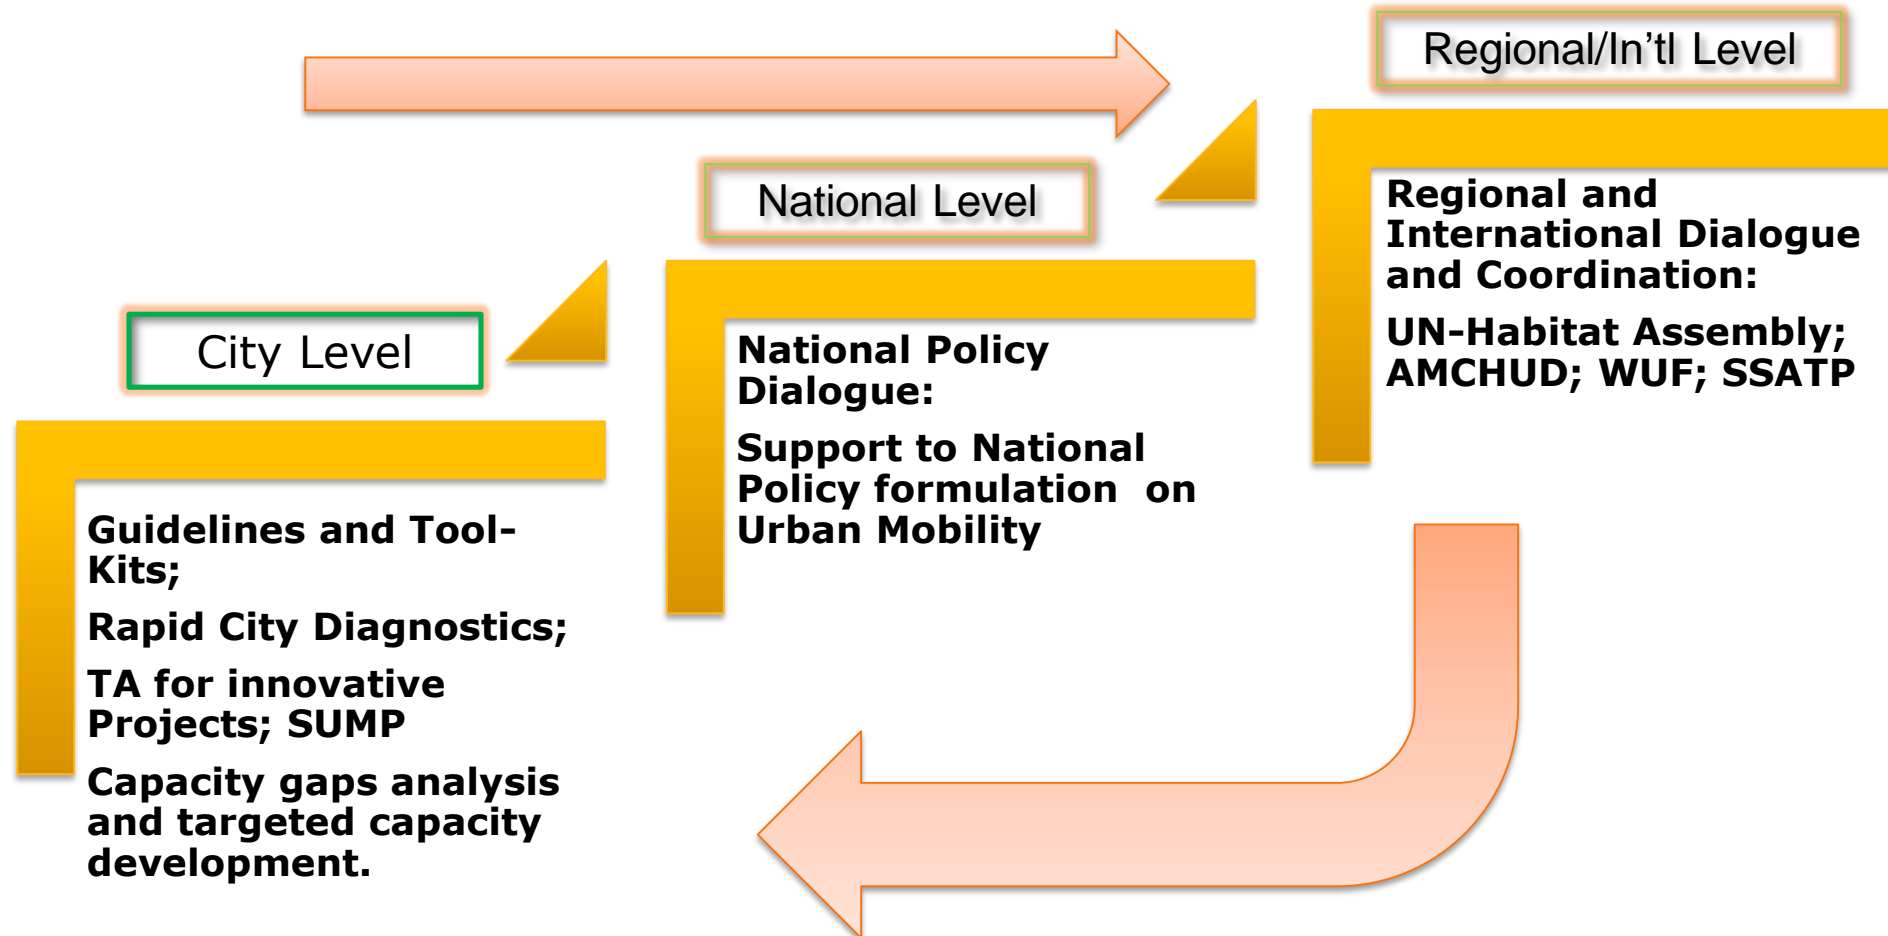 City Level
Guidelines and Tool-
Kits;
Rapid City Diagnostics;
TA for innovative
Projects; SUMP
Capacity gaps analysis
and targeted capacity
development.
National Level
National Policy
Dialogue:
Support to National
Policy formulation  on
Urban Mobility
Regional/In’tl Level
Regional and
International Dialogue
and Coordination:
UN-Habitat Assembly;
AMCHUD; WUF; SSATP